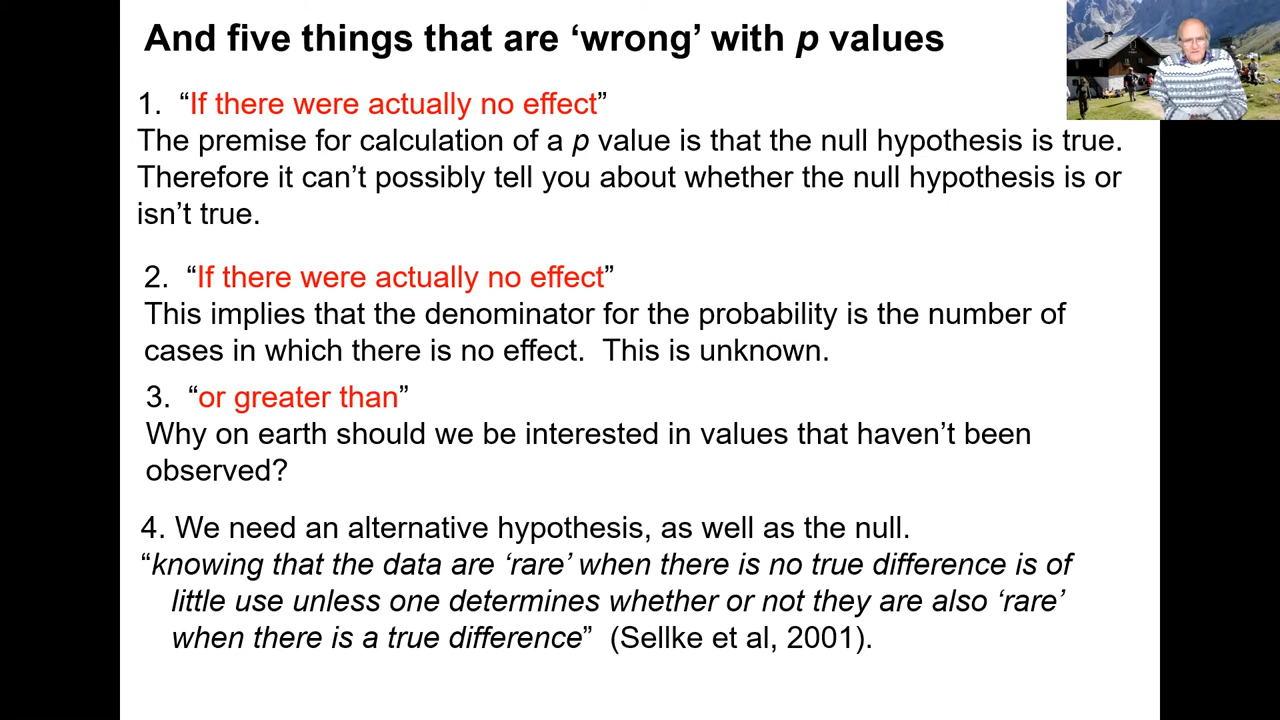 And five things that are ‘wrong’ with p values
1. “If there were actually no effect”
The premise for calculation of a p value is that the null hypothesis is true.
Therefore it can’t possibly tell you about whether the null hypothesis is or
isn’t true.
2. “If there were actually no effect”
This implies that the denominator for the probability is the number of
cases in which there is no effect.  This is unknown.
3. “or greater than”
Why on earth should we be interested in values that haven’t been
observed?
4. We need an alternative hypothesis, as well as the null.
“knowing that the data are ‘rare’ when there is no true difference is of
little use unless one determines whether or not they are also ‘rare’
when there is a true difference”  (Sellke et al, 2001).